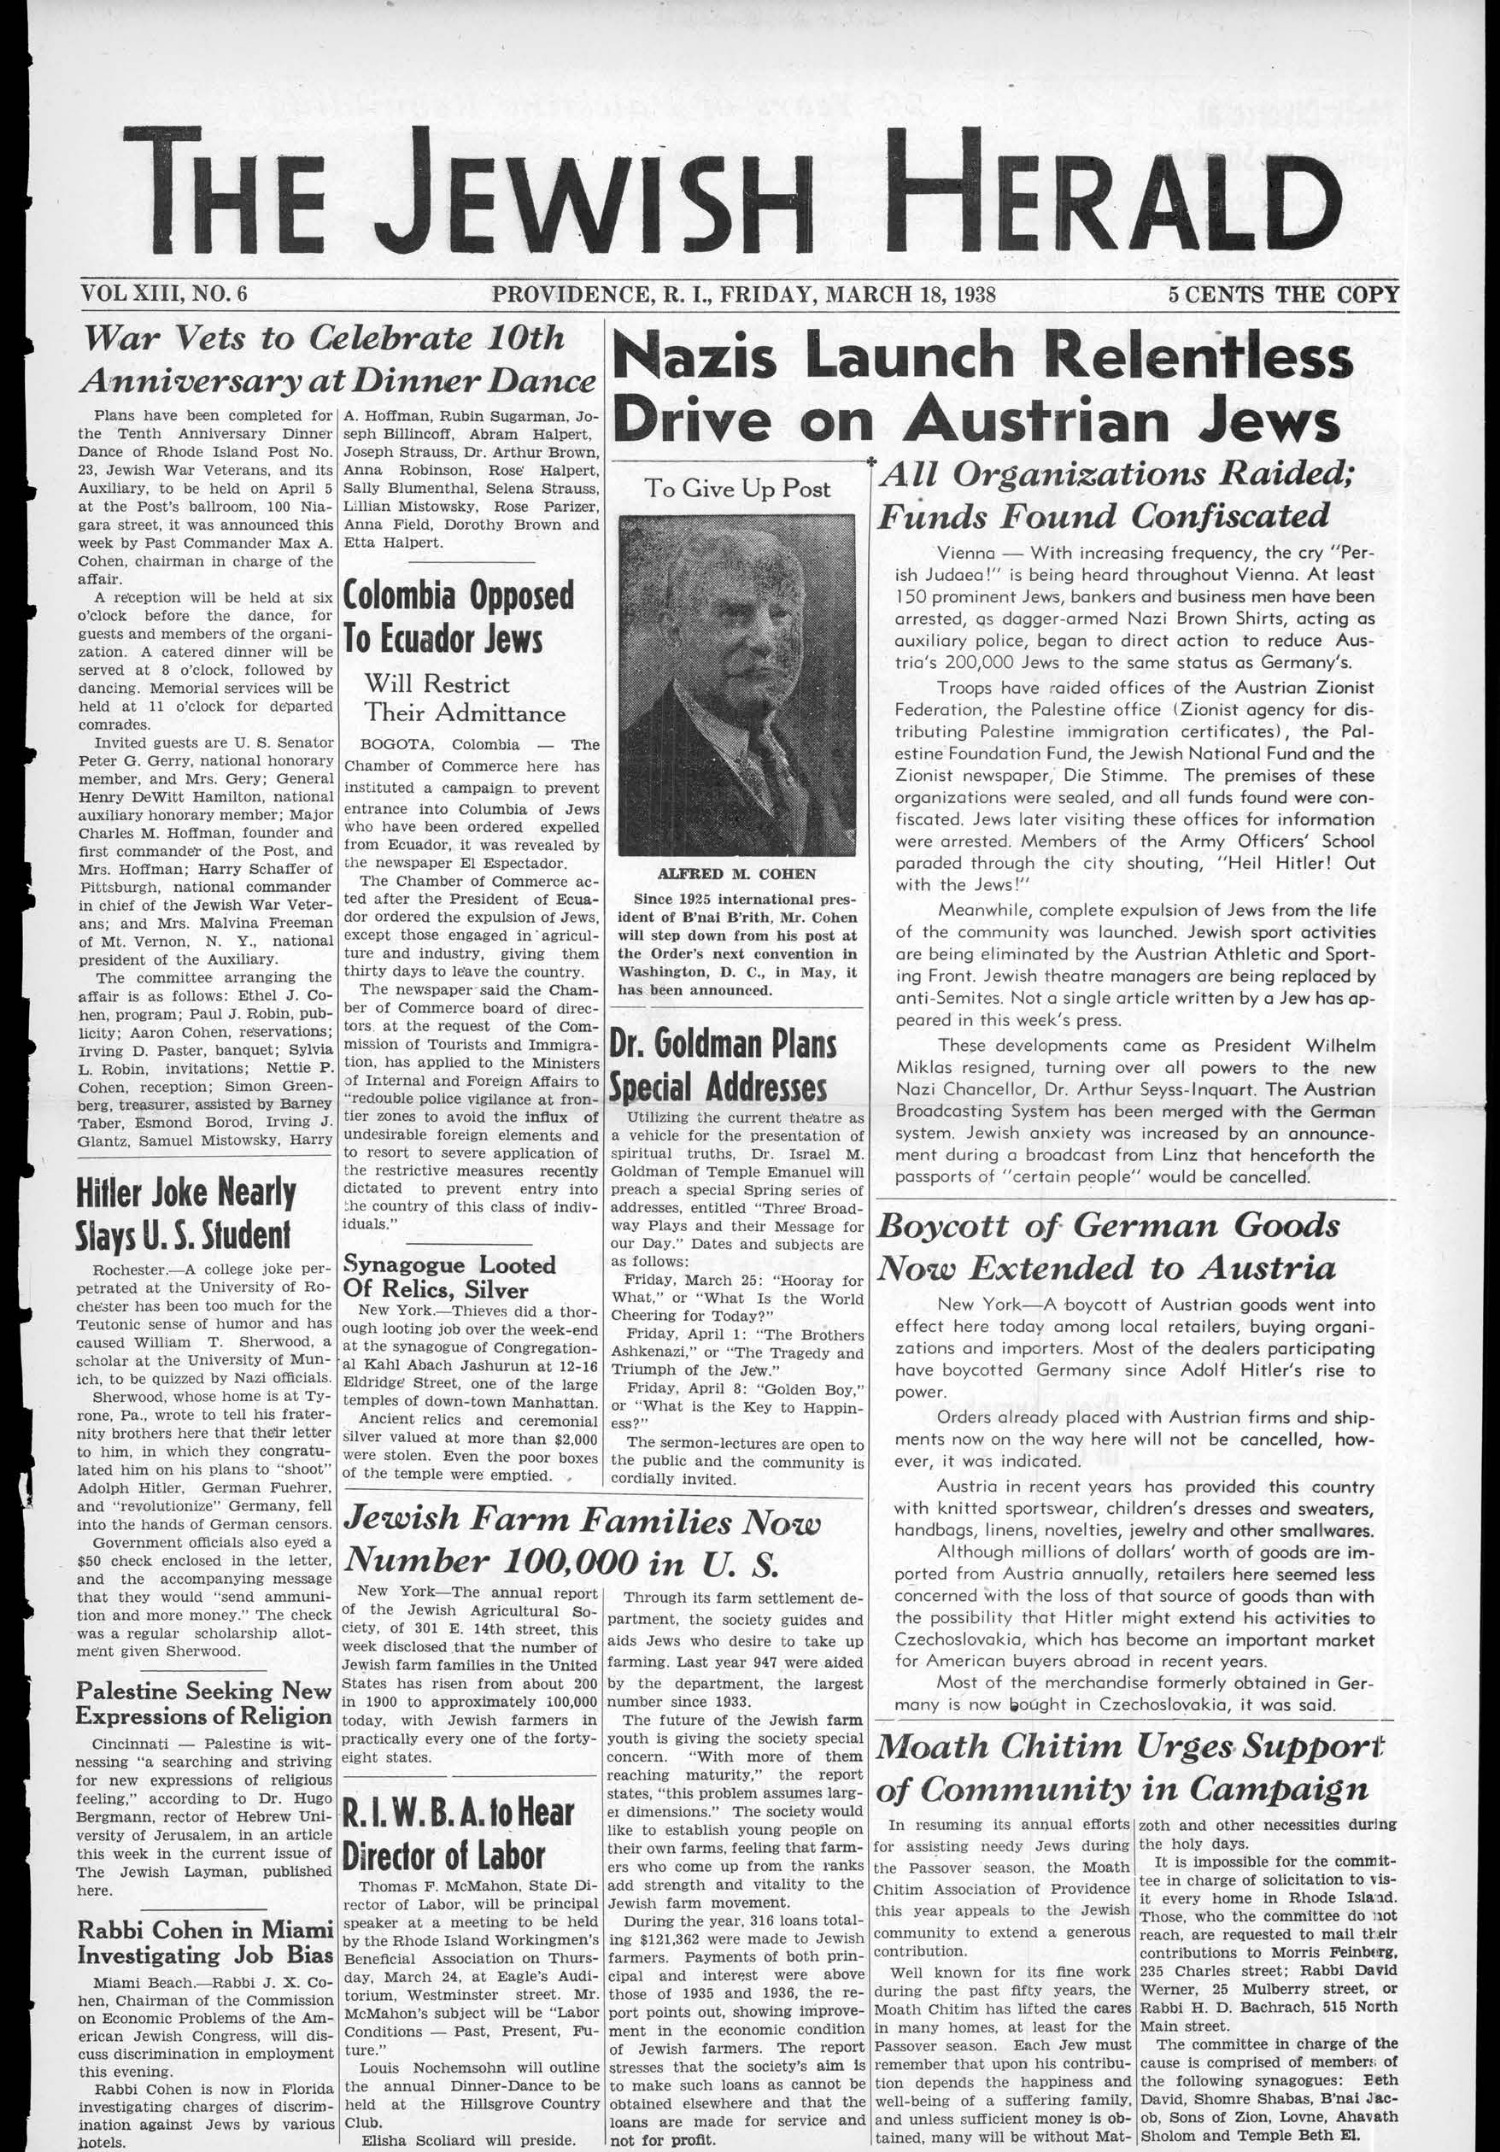 THE JEWISH HERALD
VOL XIII, NO. 6 PROVIDENCE, R. I., FRIDAY, MARCH 18, 1938 5 CENTS THE COPY
War Vets to Celebrate 10th
Anniversary at Dinner Dance
Plans have been completed for
the Tenth Anniversary Dinner
Dance of Rhode Island Post No.
23, Jewish War Veterans, and its
Auxiliary, to be held on April 5
at the Post's ballroom, 100 Nia-
gara street, it was announced this
week by Past Commander Max A.
Cohen, chairman in charge of the
affair.
A reception will be held at six
o'clock before the dance, for
guests and members of the organi-
zation. A catered dinner will be
served at 8 o'clock, followed by
dancing. Memorial services will be
held at 11 o'clock for departed
comrades.
Invited guests are U. S. Senator
Peter G. Gerry, national honorary
member, and Mrs. Gery; General
Henry DeWitt Hamilton, national
auxiliary honorary member; Major
Charles M. Hoffman, founder and
first commander of the Post, and
Mrs. Hoffman; Harry Schaffer of
Pittsburgh, national commander
in chief of the Jewish War Veter-
ans; and Mrs. Malvina Freeman
of Mt. Vernon, N. Y., national
president of the Auxiliary.
The committee arranging the
affair is as follows: Ethel J. Co-
hen, program; Paul J. Robin, pub-
licity; Aaron Cohen, reservations;
Irving D. Paster, banquet; Sylvia
L. Robin, invitations; Nettie P.
Cohen, reception; Simon Green-
berg, treasurer, assisted by Barney
Taber, Esmond Borod, Irving J.
Glantz, Samuel Mistowsky, Harry
A. Hoffman, Rubin Sugarman, Jo-
seph Billincoff, Abram Halpert,
Joseph Strauss, Dr. Arthur Brown,
Anna Robinson, Rose Halpert,
Sally Blumenthal, Selena Strauss,
Lillian Mistowsky, Rose Parizer,
Anna Field, Dorothy Brown and
Etta Halpert.
Hitler Joke Nearly
Slays U. S. Student
Rochester.—A college joke per-
petrated at the University of Ro-
chester has been too much for the
Teutonic sense of humor and has
caused William T. Sherwood, a
scholar at the University of Mun-
ich, to be quizzed by Nazi officials.
Sherwood, whose home is at Ty-
rone, Pa., wrote to tell his frater-
nity brothers here that their letter
to him, in which they congratu-
lated him on his plans to "shoot"
Adolph Hitler, German Fuehrer,
and "revolutionize" Germany, fell
into the hands of German censors.
Government officials also eyed a
$50 check enclosed in the letter,
and the accompanying message
that they would "send ammuni-
tion and more money." The check
was a regular scholarship allot-
ment given Sherwood.
Palestine Seeking New
Expressions of Religion
Cincinnati — Palestine is wit-
nessing "a searching and striving
for new expressions of religious
feeling," according to Dr. Hugo
Bergmann, rector of Hebrew Uni-
versity of Jerusalem, in an article
this week in the current issue of
The Jewish Layman, published
here.
Rabbi Cohen in Miami
Investigating Job Bias
Miami Beach.—Rabbi J. X. Co-
hen, Chairman of the Commission
on Economic Problems of the Am-
erican Jewish Congress, will dis-
cuss discrimination in employment
this evening.
Rabbi Cohen is now in Florida
investigating charges of discrim-
ination against Jews by various
hotels.
Colombia Opposed
To Ecuador Jews
Will Restrict
Their Admittance
BOGOTA, Colombia — The
Chamber of Commerce here has
instituted a campaign to prevent
entrance into Columbia of Jews
who have been ordered expelled
from Ecuador, it was revealed by
the newspaper El Espectador.
The Chamber of Commerce ac-
ted after the President of Ecua-
dor ordered the expulsion of Jews,
except those engaged in agricul-
ture and industry, giving them
thirty days to leave the country.
The newspaper said the Cham-
ber of Commerce board of direc-
tors, at the request of the Com-
mission of Tourists and Immigra-
tion, has applied to the Ministers
of Internal and Foreign Affairs to
"redouble police vigilance at fron-
tier zones to avoid the influx of
undesirable foreign elements and
to resort to severe application of
the restrictive measures recently
dictated to prevent entry into
the country of this class of indiv-
iduals."
Synagogue Looted
Of Relics, Silver
New York.—Thieves did a thor-
ough looting job over the week-end
at the synagogue of Congregation-
al Kahl Abach Jashurun at 12-16
Eldridge Street, one of the large
temples of down-town Manhattan.
Ancient relics and ceremonial
silver valued at more than $2,000
were stolen. Even the poor boxes
of the temple were emptied.
Nazis Launch Relentless
Drive on Austrian Jews
To Give Up Post
ALFRED M. COHEN
Since 1925 international pres-
ident of B'nai B'rith, Mr. Cohen
will step down from his post at
the Order's next convention in
Washington, D. C., in May, it
has been announced.
Dr. Goldman Plans
Special Addresses
Utilizing the current theatre as
a vehicle for the presentation of
spiritual truths, Dr. Israel M.
Goldman of Temple Emanuel will
preach a special Spring series of
addresses, entitled "Three Broad-
way Plays and their Message for
our Day." Dates and subjects are
as follows:
Friday, March 25: "Hooray for
What," or "What Is the World
Cheering for Today?"
Friday, April 1: "The Brothers
Ashkenazi," or "The Tragedy and
Triumph of the Jew."
Friday, April 8: "Golden Boy,"
or "What is the Key to Happin-
ess?"
The sermon-lectures are open to
the public and the community is
cordially invited.
Jewish Farm Families Now
Number 100,000 in U. S.
New York—The annual report
of the Jewish Agricultural So-
ciety, of 301 E. 14th street, this
week disclosed that the number of
Jewish farm families in the United
States has risen from about 200
in 1900 to approximately 100,000
today, with Jewish farmers in
practically every one of the forty-
eight states.
Through its farm settlement de-
partment, the society guides and
aids Jews who desire to take up
farming. Last year 947 were aided
by the department, the largest
number since 1933.
The future of the Jewish farm
youth is giving the society special
concern. "With more of them
reaching maturity," the report
states, "this problem assumes larg-
er dimensions." The society would
like to establish young people on
their own farms, feeling that farm-
ers who come up from the ranks
add strength and vitality to the
Jewish farm movement.
During the year, 316 loans total-
ing $121,362 were made to Jewish
farmers. Payments of both prin-
cipal and interest were above
those of 1935 and 1936, the re-
port points out, showing improve-
ment in the economic condition
of Jewish farmers. The report
stresses that the society's aim is
to make such loans as cannot be
obtained elsewhere and that the
loans are made for service and
not for profit.
R. I. W. B. A. to Hear
Director of Labor
Thomas F. McMahon, State Di-
rector of Labor, will be principal
speaker at a meeting to be held
by the Rhode Island Workingmen's
Beneficial Association on Thurs-
day, March 24, at Eagle's Audi-
torium, Westminster street. Mr.
McMahon's subject will be "Labor
Conditions — Past, Present, Fu-
ture."
Louis Nochemsohn will outline
the annual Dinner-Dance to be
held at the Hillsgrove Country
Club.
Elisha Scoliard will preside.
All Organizations Raided;
Funds Found Confiscated
Vienna — With increasing frequency, the cry "Per-
ish Judaea!" is being heard throughout Vienna. At least
150 prominent Jews, bankers and business men have been
arrested, as dagger-armed Nazi Brown Shirts, acting as
auxiliary police, began to direct action to reduce Aus-
tria's 200,000 Jews to the same status as Germany's.
Troops have raided offices of the Austrian Zionist
Federation, the Palestine office (Zionist agency for dis-
tributing Palestine immigration certificates), the Pal-
estine Foundation Fund, the Jewish National Fund and the
Zionist newspaper, Die Stimme. The premises of these
organizations were sealed, and all funds found were con-
fiscated. Jews later visiting these offices for information
were arrested. Members of the Army Officers' School
paraded through the city shouting, "Heil Hitler! Out
with the Jews!"
Meanwhile, complete expulsion of Jews from the life
of the community was launched. Jewish sport activities
are being eliminated by the Austrian Athletic and Sport-
ing Front. Jewish theatre managers are being replaced by
anti-Semites. Not a single article written by a Jew has ap-
peared in this week's press.
These developments came as President Wilhelm
Miklas resigned, turning over all powers to the new
Nazi Chancellor, Dr. Arthur Seyss-Inquart. The Austrian
Broadcasting System has been merged with the German
system. Jewish anxiety was increased by an announce-
ment during a broadcast from Linz that henceforth the
passports of "certain people" would be cancelled.
Boycott of German Goods
Now Extended to Austria
New York—A boycott of Austrian goods went into
effect here today among local retailers, buying organi-
zations and importers. Most of the dealers participating
have boycotted Germany since Adolf Hitler's rise to
power.
Orders already placed with Austrian firms and ship-
ments now on the way here will not be cancelled, how-
ever, it was indicated.
Austria in recent years has provided this country
with knitted sportswear, children's dresses and sweaters,
handbags, linens, novelties, jewelry and other smallwares.
Although millions of dollars' worth of goods are im-
ported from Austria annually, retailers here seemed less
concerned with the loss of that source of goods than with
the possibility that Hitler might extend his activities to
Czechoslovakia, which has become an important market
for American buyers abroad in recent years.
Most of the merchandise formerly obtained in Ger-
many is now bought in Czechoslovakia, it was said.
Moath Chitim Urges Support
of Community in Campaign
In resuming its annual efforts
for assisting needy Jews during
the Passover season, the Moath
Chitim Association of Providence
this year appeals to the Jewish
community to extend a generous
contribution.
Well known for its fine work
during the past fifty years, the
Moath Chitim has lifted the cares
in many homes, at least for the
Passover season. Each Jew must
remember that upon his contribu-
tion depends the happiness and
well-being of a suffering family,
and unless sufficient money is ob-
tained, many will be without Mat-
zoth and other necessities during
the holy days.
It is impossible for the commit-
tee in charge of solicitation to vis-
it every home in Rhode Island.
Those, who the committee do not
reach, are requested to mail their
contributions to Morris Feinberg,
235 Charles street; Rabbi David
Werner, 25 Mulberry street, or
Rabbi H. D. Bachrach, 515 North
Main street.
The committee in charge of the
cause is comprised of members of
the following synagogues: Beth
David, Shomre Shabas, B'nai Jac-
ob, Sons of Zion, Lovne, Ahavath
Sholom and Temple Beth El.